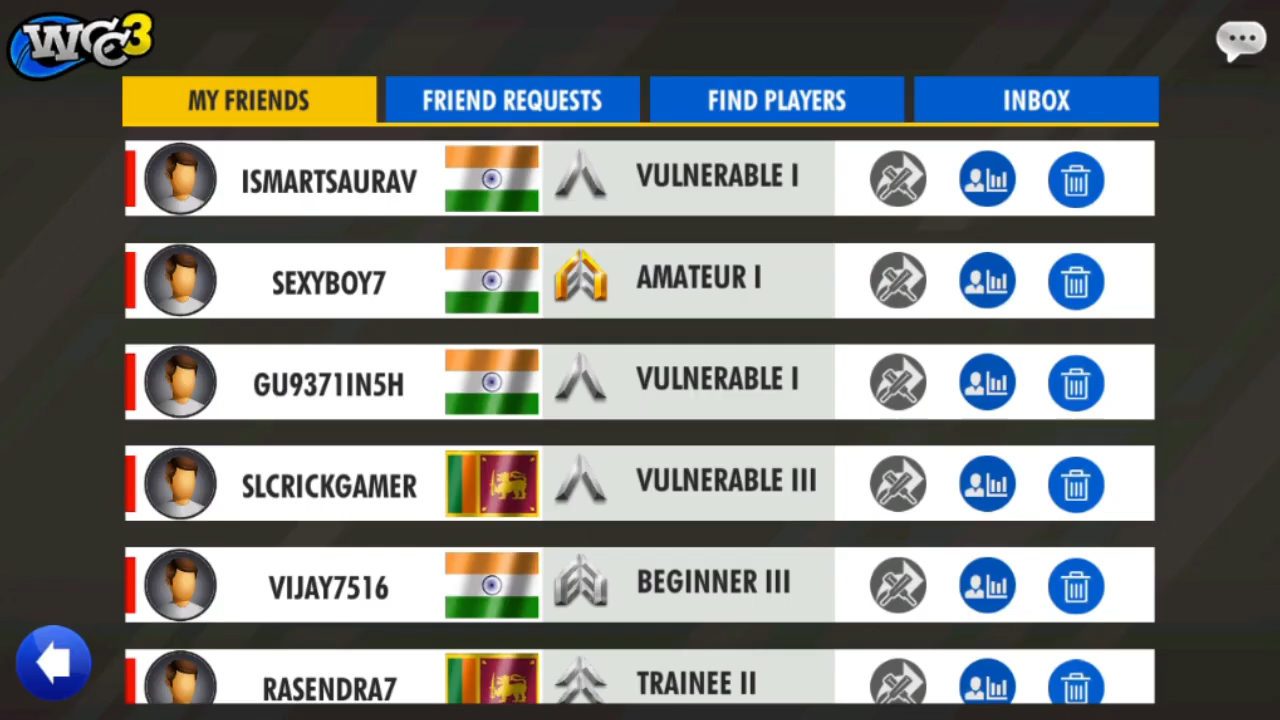 WCC3
MY FRIENDS
FRIEND REQUESTS
FIND PLAYERS
INBOX
ISMARTSAURAV
VULNERABLE I
SEXYBOY7
AMATEUR I
GU9371IN5H
VULNERABLE I
SLCRICKGAMER
VULNERABLE III
VIJAY7516
BEGINNER III
RASENDRA7
TRAINEE II